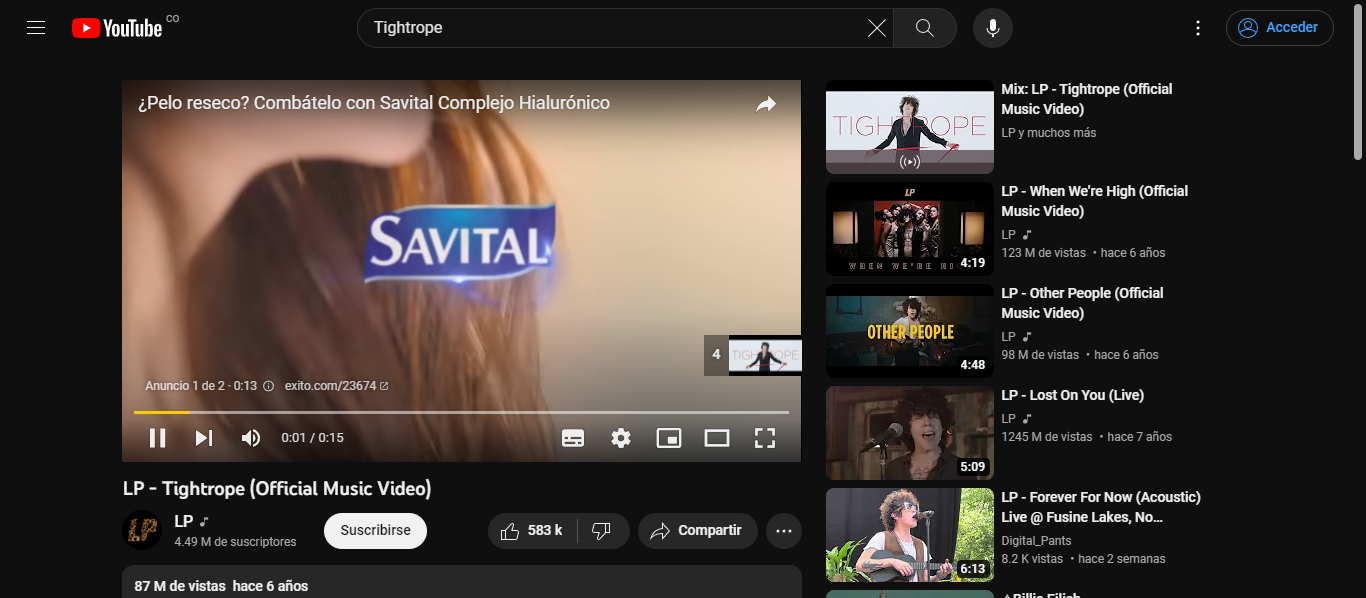 YouTube CO
Tightrope
Acceder
¿Pelo reseco? Combátelo con Savital Complejo Hialurónico
SAVITAL
4
TIGHTROPE
Anuncio 1 de 2 · 0:13
exito.com/23674
0:01 / 0:15
LP - Tightrope (Official Music Video)
LP
LP
4.49 M de suscriptores
Suscribirse
583 k
Compartir
87 M de vistas hace 6 años
TIGHTROPE
Mix: LP - Tightrope (Official
Music Video)
LP y muchos más
LP
WHEN WE'RE HI
4:19
LP - When We're High (Official
Music Video)
LP
123 M de vistas • hace 6 años
OTHER PEOPLE
4:48
LP - Other People (Official
Music Video)
LP
98 M de vistas • hace 6 años
5:09
LP - Lost On You (Live)
LP
1245 M de vistas • hace 7 años
6:13
LP - Forever For Now (Acoustic)
Live @ Fusine Lakes, No...
Digital_Pants
8.2 K vistas • hace 2 semanas
Billie Eilish